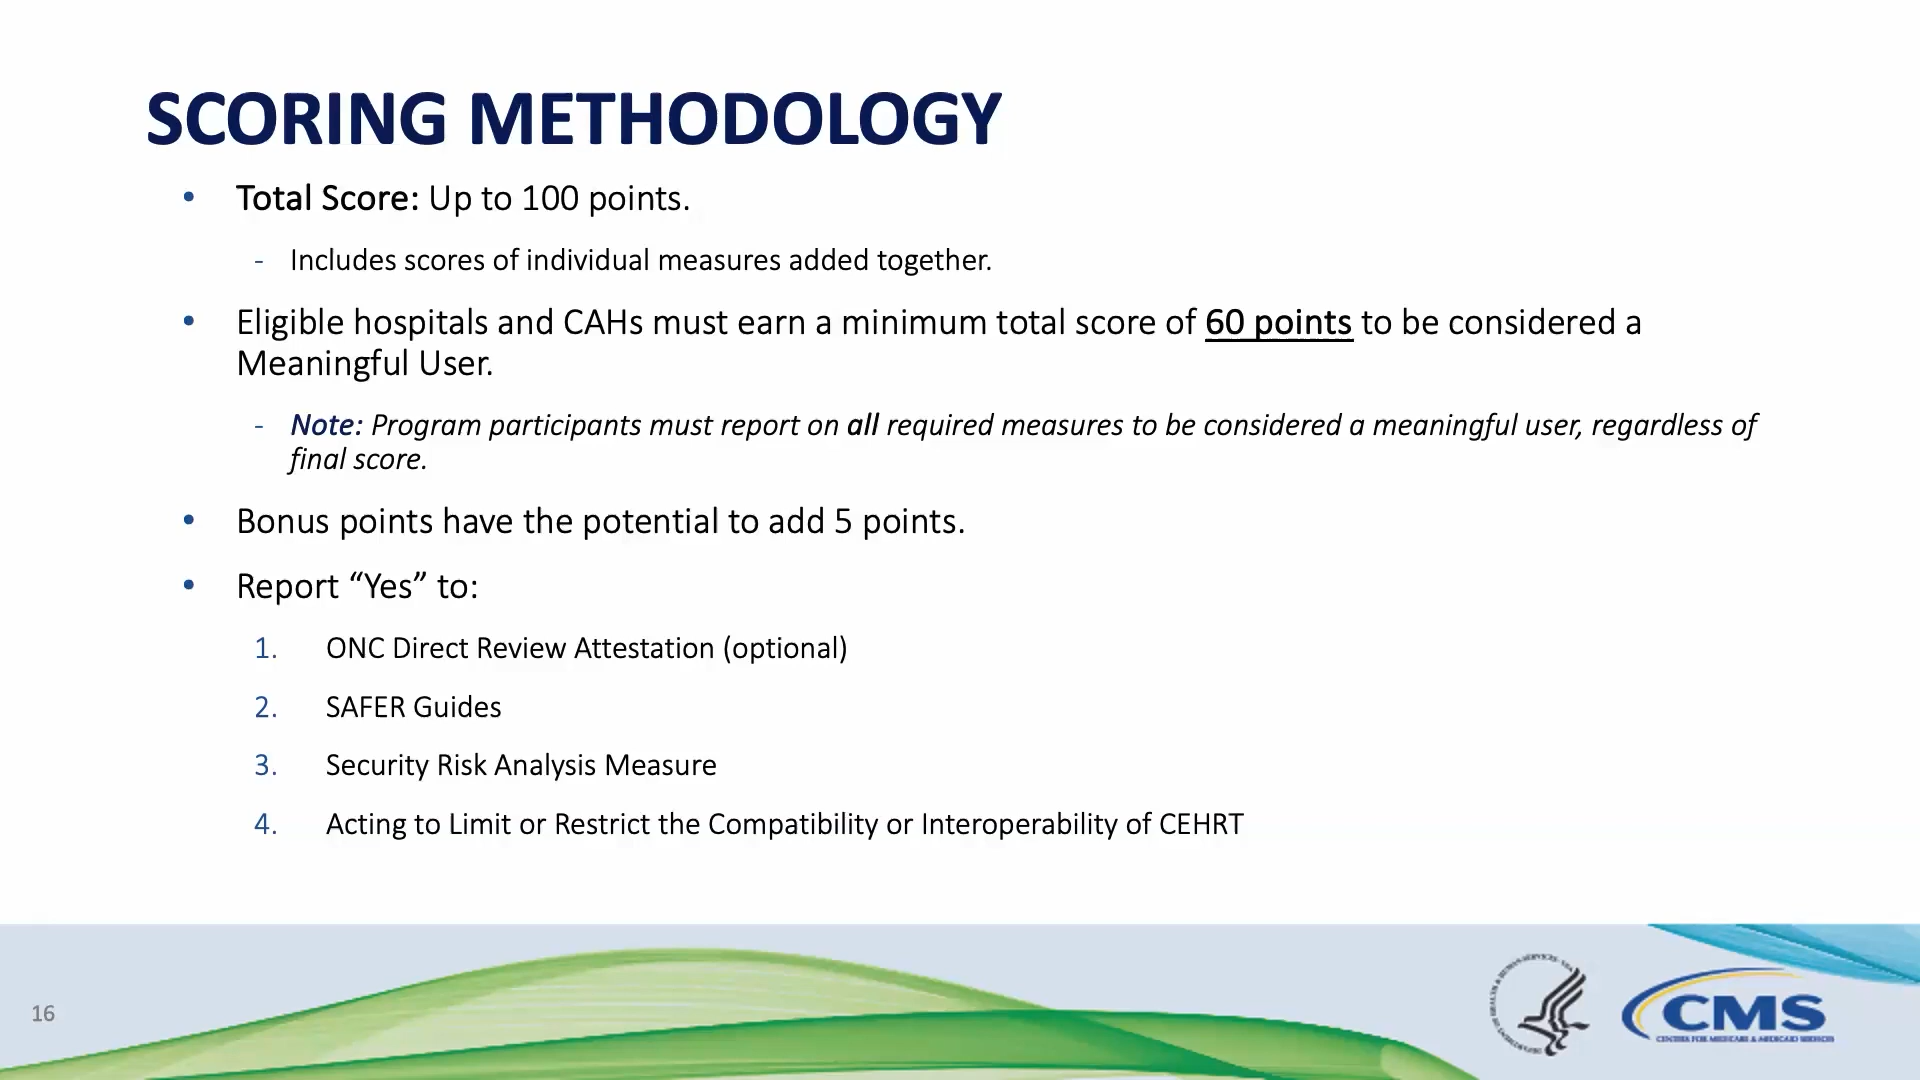 SCORING METHODOLOGY
• Total Score: Up to 100 points.
- Includes scores of individual measures added together.
• Eligible hospitals and CAHs must earn a minimum total score of 60 points to be considered a
Meaningful User.
- Note: Program participants must report on all required measures to be considered a meaningful user, regardless of
final score.
• Bonus points have the potential to add 5 points.
• Report “Yes” to:
1. ONC Direct Review Attestation (optional)
2. SAFER Guides
3. Security Risk Analysis Measure
4. Acting to Limit or Restrict the Compatibility or Interoperability of CEHRT
16
CMS
CENTERS FOR MEDICARE & MEDICAID SERVICES